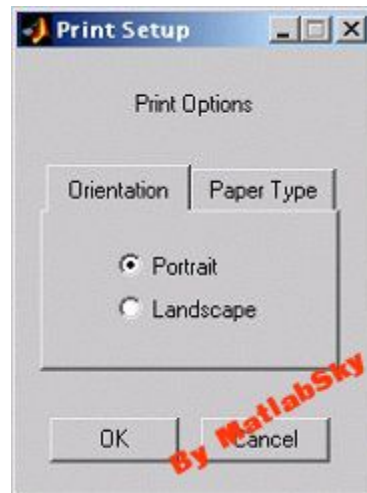 Print Setup
Print Options
Orientation Paper Type
Portrait
Landscape
OK Cancel
By MatlabSky